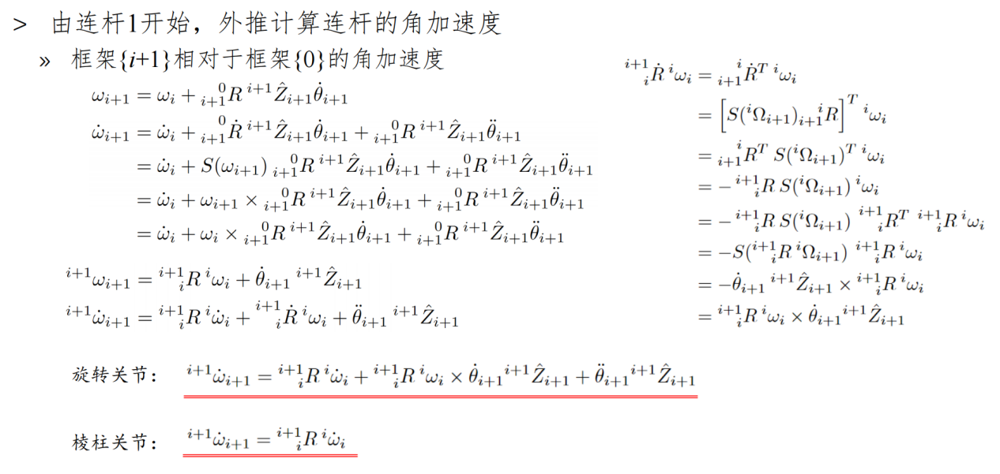 > 由连杆1开始，外推计算连杆的角加速度
» 框架{i+1}相对于框架{0}的角加速度
$\omega_{i+1} = \omega_i + {}^{0}_{i+1}R\,{}^{i+1}\hat{Z}_{i+1}\dot{\theta}_{i+1}$
$\dot{\omega}_{i+1} = \dot{\omega}_i + {}^{0}_{i+1}\dot{R}\,{}^{i+1}\hat{Z}_{i+1}\dot{\theta}_{i+1} + {}^{0}_{i+1}R\,{}^{i+1}\hat{Z}_{i+1}\ddot{\theta}_{i+1}$
$= \dot{\omega}_i + S(\omega_{i+1})\,{}^{0}_{i+1}R\,{}^{i+1}\hat{Z}_{i+1}\dot{\theta}_{i+1} + {}^{0}_{i+1}R\,{}^{i+1}\hat{Z}_{i+1}\ddot{\theta}_{i+1}$
$= \dot{\omega}_i + \omega_{i+1} \times {}^{0}_{i+1}R\,{}^{i+1}\hat{Z}_{i+1}\dot{\theta}_{i+1} + {}^{0}_{i+1}R\,{}^{i+1}\hat{Z}_{i+1}\ddot{\theta}_{i+1}$
$= \dot{\omega}_i + \omega_i \times {}^{0}_{i+1}R\,{}^{i+1}\hat{Z}_{i+1}\dot{\theta}_{i+1} + {}^{0}_{i+1}R\,{}^{i+1}\hat{Z}_{i+1}\ddot{\theta}_{i+1}$
${}^{i+1}\omega_{i+1} = {}^{i+1}_{i}R\,{}^{i}\omega_i + \dot{\theta}_{i+1}\,{}^{i+1}\hat{Z}_{i+1}$
${}^{i+1}\dot{\omega}_{i+1} = {}^{i+1}_{i}R\,{}^{i}\dot{\omega}_i + {}^{i+1}_{i}\dot{R}\,{}^{i}\omega_i + \ddot{\theta}_{i+1}\,{}^{i+1}\hat{Z}_{i+1}$
${}^{i+1}_{i}\dot{R}\,{}^{i}\omega_i = {}^{i}_{i+1}\dot{R}^{T}\,{}^{i}\omega_i$
$= \left[S({}^{i}\Omega_{i+1})\,{}^{i}_{i+1}R\right]^{T}\,{}^{i}\omega_i$
$= {}^{i}_{i+1}R^{T}\,S({}^{i}\Omega_{i+1})^{T}\,{}^{i}\omega_i$
$= -\,{}^{i+1}_{i}R\,S({}^{i}\Omega_{i+1})\,{}^{i}\omega_i$
$= -\,{}^{i+1}_{i}R\,S({}^{i}\Omega_{i+1})\,{}^{i+1}_{i}R^{T}\,{}^{i+1}_{i}R\,{}^{i}\omega_i$
$= -S({}^{i+1}_{i}R\,{}^{i}\Omega_{i+1})\,{}^{i+1}_{i}R\,{}^{i}\omega_i$
$= -\dot{\theta}_{i+1}\,{}^{i+1}\hat{Z}_{i+1} \times {}^{i+1}_{i}R\,{}^{i}\omega_i$
$= {}^{i+1}_{i}R\,{}^{i}\omega_i \times \dot{\theta}_{i+1}{}^{i+1}\hat{Z}_{i+1}$
旋转关节： ${}^{i+1}\dot{\omega}_{i+1} = {}^{i+1}_{i}R\,{}^{i}\dot{\omega}_i + {}^{i+1}_{i}R\,{}^{i}\omega_i \times \dot{\theta}_{i+1}{}^{i+1}\hat{Z}_{i+1} + \ddot{\theta}_{i+1}{}^{i+1}\hat{Z}_{i+1}$
棱柱关节： ${}^{i+1}\dot{\omega}_{i+1} = {}^{i+1}_{i}R\,{}^{i}\dot{\omega}_i$